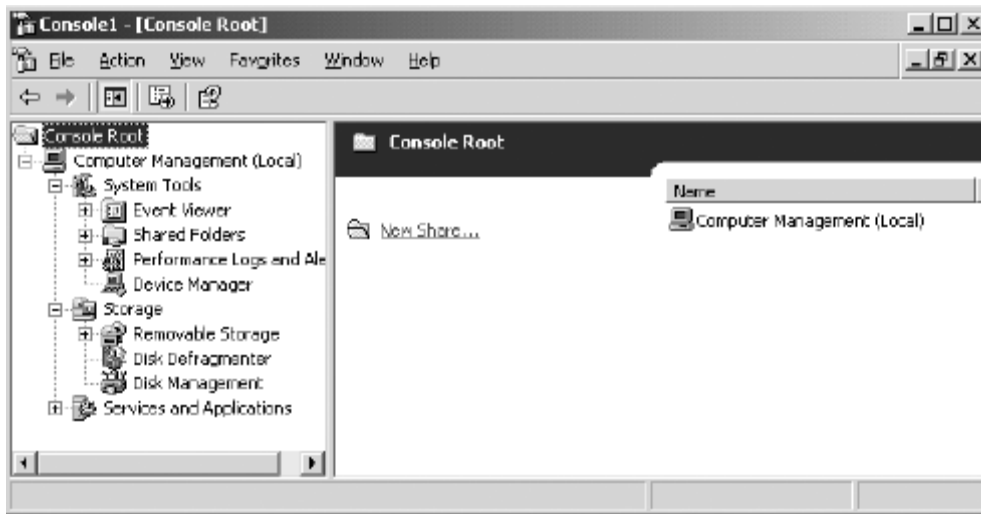 Console1 - [Console Root]
File Action View Favorites Window Help
Console Root
Computer Management (Local)
System Tools
Event Viewer
Shared Folders
Performance Logs and Ale
Device Manager
Storage
Removable Storage
Disk Defragmenter
Disk Management
Services and Applications
Console Root
New Share...
Name
Computer Management (Local)